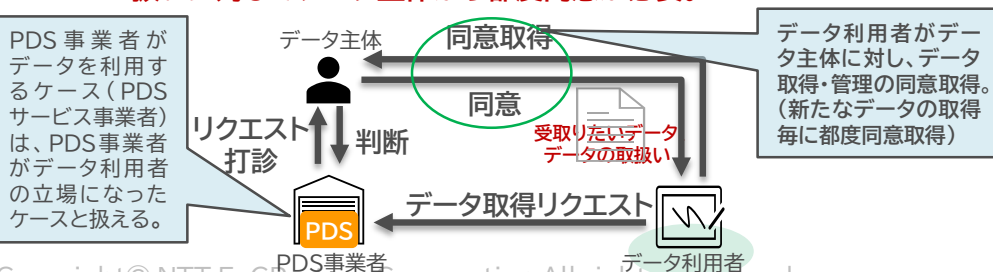 PDS事業者が
データを利用す
るケース(PDS
サービス事業者)
は、PDS事業者
がデータ利用者
の立場になった
ケースと扱える。
データ主体
同意取得
同意
受取りたいデータ
データの取扱い
リクエスト
打診
判断
データ取得リクエスト
PDS
PDS事業者
データ利用者
データ利用者がデー
タ主体に対し、データ
取得・管理の同意取得。
(新たなデータの取得
毎に都度同意取得)